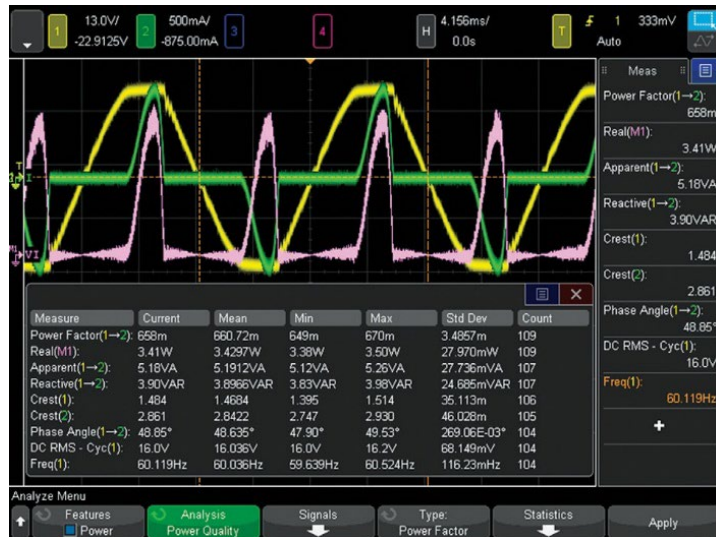 1 13.0V/ 2 500mA/ 3 4 H 4.156ms/ T 1 333mV
-22.9125V -875.00mA 0.0s Auto
Meas
Power Factor(1→2):
658m
Real(M1):
3.41W
Apparent(1→2):
5.18VA
Reactive(1→2):
3.90VAR
Crest(1):
1.484
Crest(2):
2.861
Phase Angle(1→2):
48.85°
DC RMS - Cyc(1):
16.0V
Freq(1):
60.119Hz
+
T
I
M1 VI
Measure Current Mean Min Max Std Dev Count
Power Factor(1→2): 658m 660.72m 649m 670m 3.4857m 109
Real(M1): 3.41W 3.4297W 3.38W 3.50W 27.970mW 109
Apparent(1→2): 5.18VA 5.1912VA 5.12VA 5.26VA 27.736mVA 107
Reactive(1→2): 3.90VAR 3.8966VAR 3.83VAR 3.98VAR 24.685mVAR 107
Crest(1): 1.484 1.4684 1.395 1.514 35.113m 106
Crest(2): 2.861 2.8422 2.747 2.930 46.028m 105
Phase Angle(1→2): 48.85° 48.635° 47.90° 49.53° 269.06E-03° 104
DC RMS - Cyc(1): 16.0V 16.036V 16.0V 16.2V 68.149mV 104
Freq(1): 60.119Hz 60.036Hz 59.639Hz 60.524Hz 116.23mHz 104
Analyze Menu
Features Analysis Signals Type: Statistics Apply
Power Power Quality Power Factor